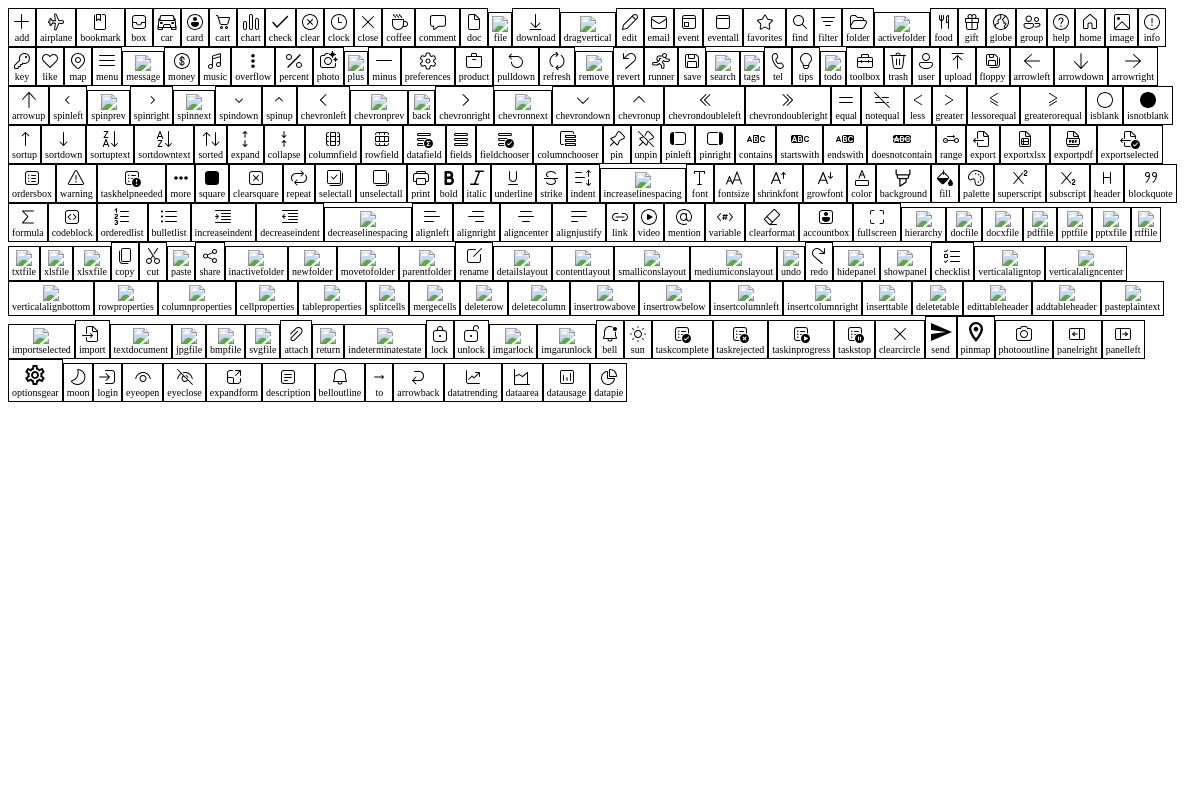 add airplane bookmark box car card cart chart check clear clock close coffee comment doc file download dragvertical edit email event eventall favorites find filter folder activefolder food gift globe group help home image info
key like map menu message money music overflow percent photo plus minus preferences product pulldown refresh remove revert runner save search tags tel tips todo toolbox trash user upload floppy arrowleft arrowdown arrowright
arrowup spinleft spinprev spinright spinnext spindown spinup chevronleft chevronprev back chevronright chevronnext chevrondown chevronup chevrondoubleleft chevrondoubleright equal notequal less greater lessorequal greaterorequal isblank isnotblank
sortup sortdown sortuptext sortdowntext sorted expand collapse columnfield rowfield datafield fields fieldchooser columnchooser pin unpin pinleft pinright contains startswith endswith doesnotcontain range export exportxlsx exportpdf exportselected
ordersbox warning taskhelpneeded more square clearsquare repeat selectall unselectall print bold italic underline strike indent increaselinespacing font fontsize shrinkfont growfont color background fill palette superscript subscript header blockquote
formula codeblock orderedlist bulletlist increaseindent decreaseindent decreaselinespacing alignleft alignright aligncenter alignjustify link video mention variable clearformat accountbox fullscreen hierarchy docfile docxfile pdffile pptfile pptxfile rtffile
txtfile xlsfile xlsxfile copy cut paste share inactivefolder newfolder movetofolder parentfolder rename detailslayout contentlayout smalliconslayout mediumiconslayout undo redo hidepanel showpanel checklist verticalaligntop verticalaligncenter
verticalalignbottom rowproperties columnproperties cellproperties tableproperties splitcells mergecells deleterow deletecolumn insertrowabove insertrowbelow insertcolumnleft insertcolumnright inserttable deletetable edittableheader addtableheader pasteplaintext
importselected import textdocument jpgfile bmpfile svgfile attach return indeterminatestate lock unlock imgarlock imgarunlock bell sun taskcomplete taskrejected taskinprogress taskstop clearcircle send pinmap photooutline panelright panelleft
optionsgear moon login eyeopen eyeclose expandform description belloutline to arrowback datatrending dataarea datausage datapie